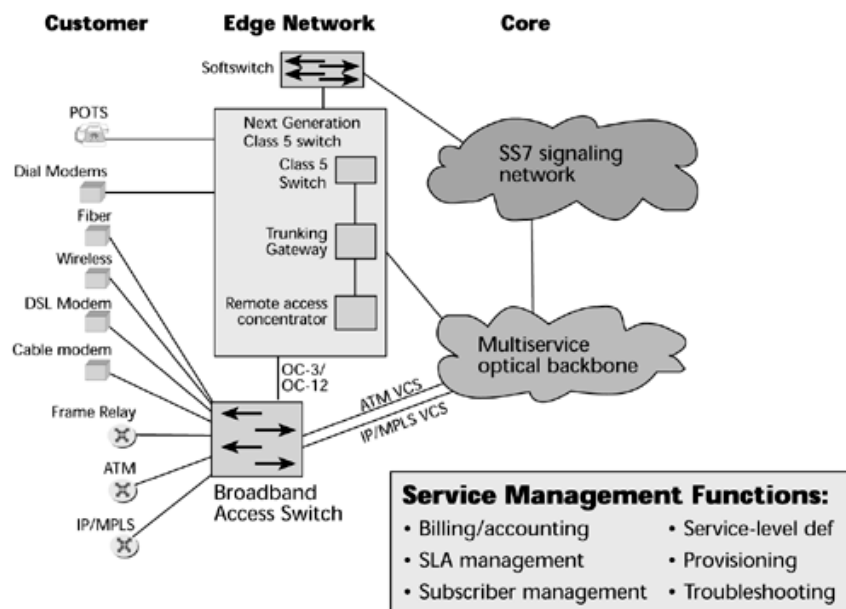 Customer
Edge Network
Core
Softswitch
POTS
Next Generation
Class 5 switch
Class 5
Switch
SS7 signaling
network
Dial Modems
Fiber
Trunking
Gateway
Wireless
DSL Modem
Remote access
concentrator
Multiservice
optical backbone
Cable modem
OC-3/
OC-12
ATM VCS
IP/MPLS VCS
Frame Relay
ATM
Broadband
Access Switch
IP/MPLS
Service Management Functions:
• Billing/accounting
• Service-level def
• SLA management
• Provisioning
• Subscriber management
• Troubleshooting